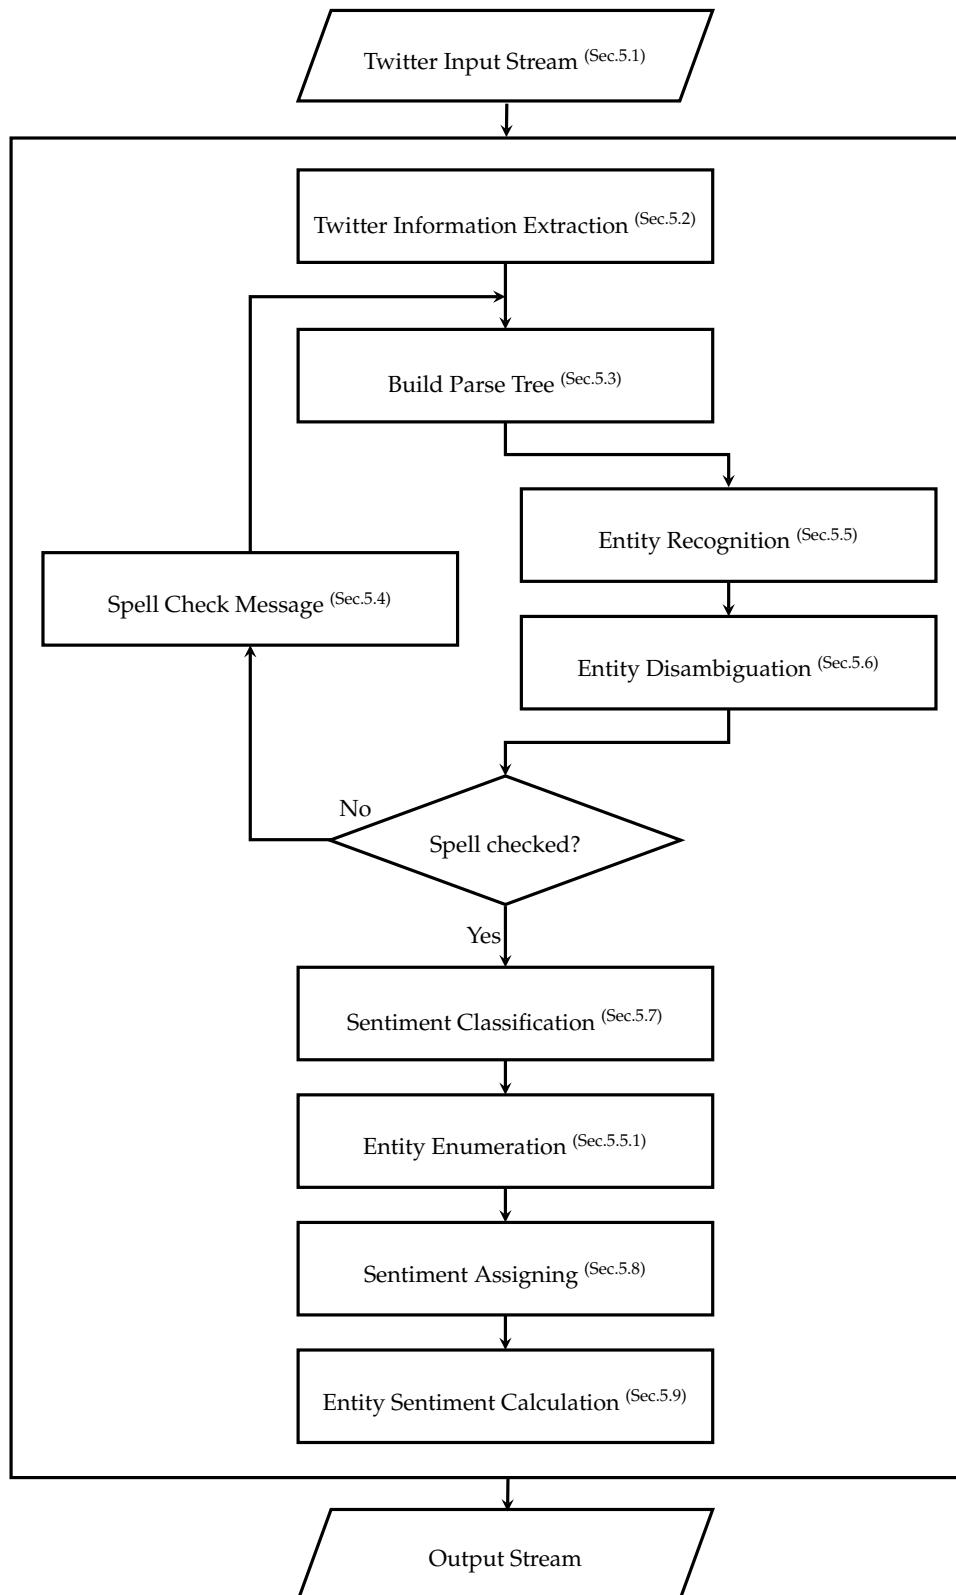 Twitter Input Stream (Sec.5.1)
Twitter Information Extraction (Sec.5.2)
Build Parse Tree (Sec.5.3)
Entity Recognition (Sec.5.5)
Spell Check Message (Sec.5.4)
Entity Disambiguation (Sec.5.6)
No
Spell checked?
Yes
Sentiment Classification (Sec.5.7)
Entity Enumeration (Sec.5.5.1)
Sentiment Assigning (Sec.5.8)
Entity Sentiment Calculation (Sec.5.9)
Output Stream